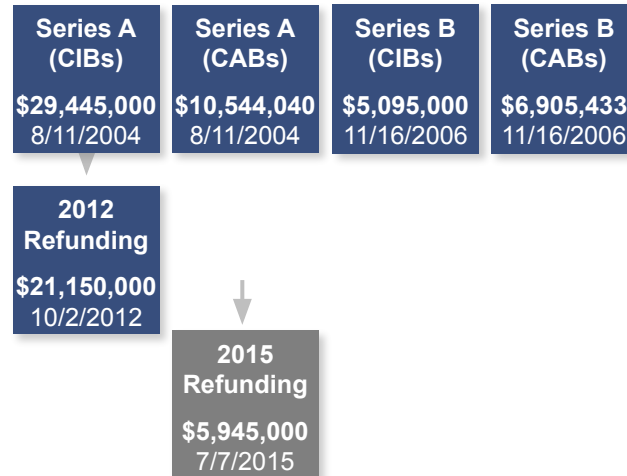 Series A
(CIBs)
$29,445,000
8/11/2004
Series A
(CABs)
$10,544,040
8/11/2004
Series B
(CIBs)
$5,095,000
11/16/2006
Series B
(CABs)
$6,905,433
11/16/2006
2012
Refunding
$21,150,000
10/2/2012
2015
Refunding
$5,945,000
7/7/2015